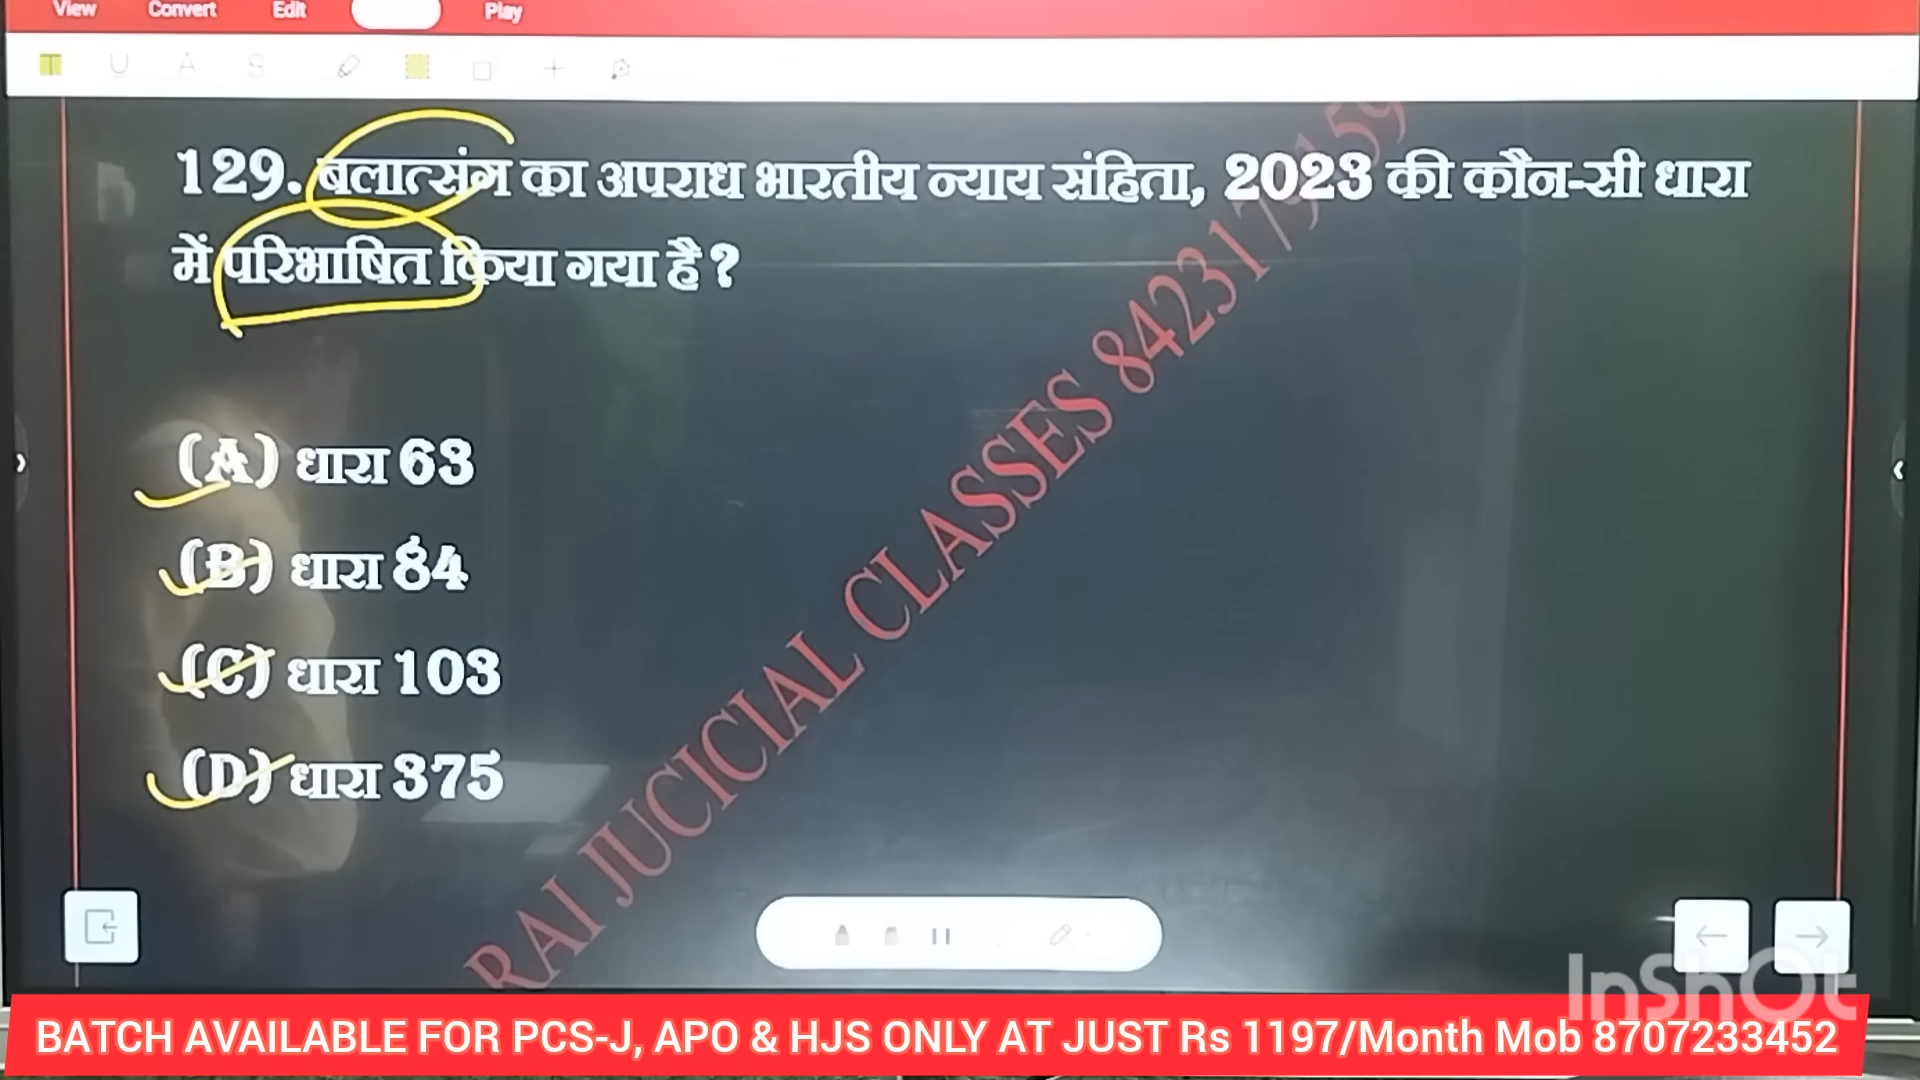 View Convert Edit Play
T U A S
129. बलात्संग का अपराध भारतीय न्याय संहिता, 2023 की कौन-सी धारा
में परिभाषित किया गया है ?
(A) धारा 63
(B) धारा 84
(C) धारा 103
(D) धारा 375
RAI JUCICIAL CLASSES 8423179159
InShOt
BATCH AVAILABLE FOR PCS-J, APO & HJS ONLY AT JUST Rs 1197/Month Mob 8707233452